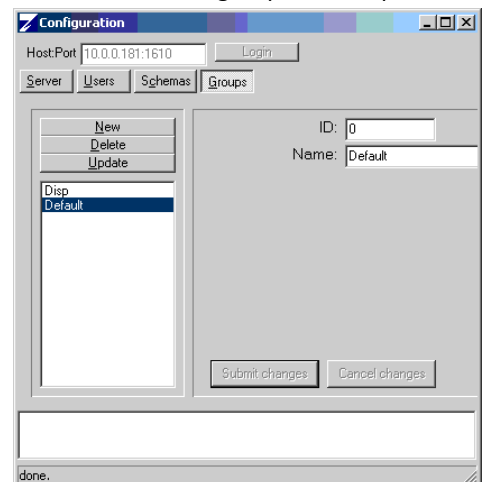 Configuration
Host:Port 10.0.0.181:1610 Login
Server Users Schemas Groups
New
Delete
Update
Disp
Default
ID: 0
Name: Default
Submit changes Cancel changes
done.